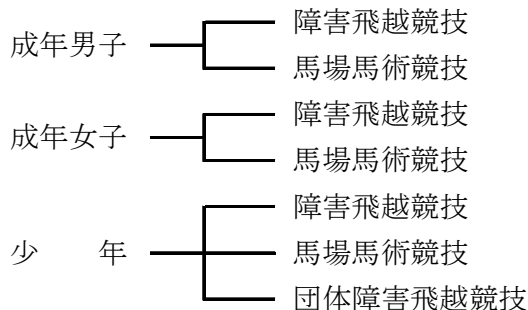 成年男子
障害飛越競技
馬場馬術競技
成年女子
障害飛越競技
馬場馬術競技
少　　年
障害飛越競技
馬場馬術競技
団体障害飛越競技